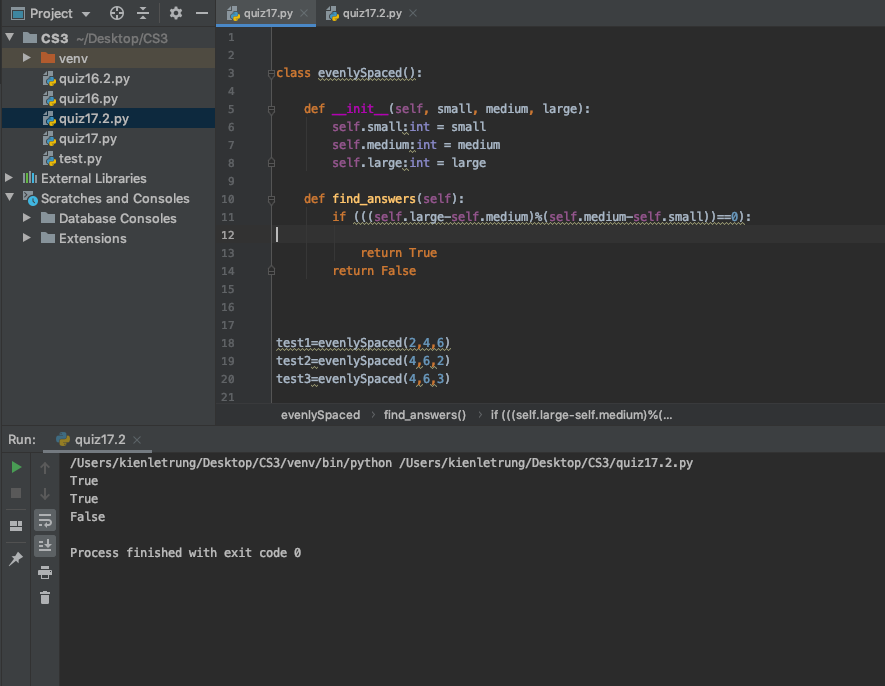 Project
quiz17.py
quiz17.2.py
CS3 ~/Desktop/CS3
venv
quiz16.2.py
quiz16.py
quiz17.2.py
quiz17.py
test.py
External Libraries
Scratches and Consoles
Database Consoles
Extensions
1
2
3 class evenlySpaced():
4
5 def __init__(self, small, medium, large):
6 self.small:int = small
7 self.medium:int = medium
8 self.large:int = large
9
10 def find_answers(self):
11 if (((self.large-self.medium)%(self.medium-self.small))==0):
12
13 return True
14 return False
15
16
17
18 test1=evenlySpaced(2,4,6)
19 test2=evenlySpaced(4,6,2)
20 test3=evenlySpaced(4,6,3)
21
evenlySpaced › find_answers() › if (((self.large-self.medium)%(...
Run: quiz17.2
/Users/kienletrung/Desktop/CS3/venv/bin/python /Users/kienletrung/Desktop/CS3/quiz17.2.py
True
True
False
Process finished with exit code 0